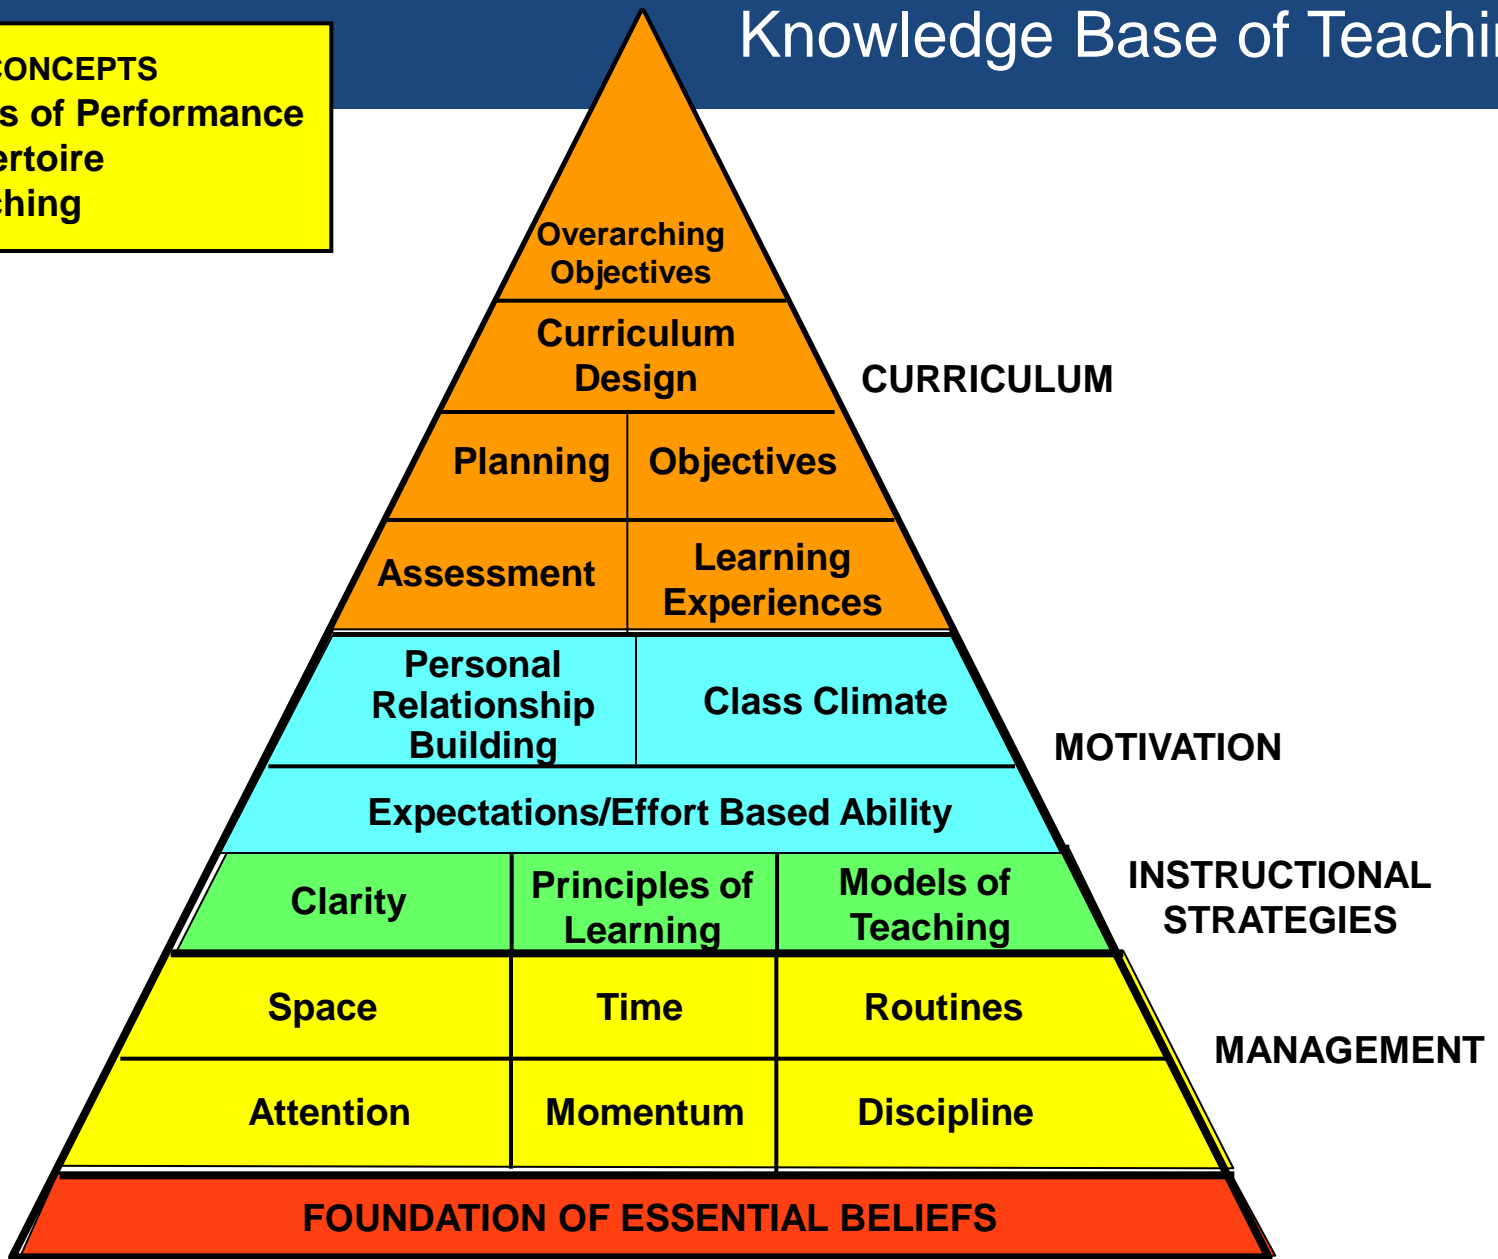 Knowledge Base of Teachi
CONCEPTS
s of Performance
ertoire
ching
Overarching
Objectives
Curriculum
Design
CURRICULUM
Planning
Objectives
Assessment
Learning
Experiences
Personal
Relationship
Building
Class Climate
MOTIVATION
Expectations/Effort Based Ability
Clarity
Principles of
Learning
Models of
Teaching
INSTRUCTIONAL
STRATEGIES
Space
Time
Routines
MANAGEMENT
Attention
Momentum
Discipline
FOUNDATION OF ESSENTIAL BELIEFS